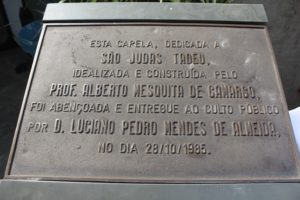 ESTA CAPELA, DEDICADA A
SÃO JUDAS TADEU,
IDEALIZADA E CONSTRUÍDA PELO
PROF. ALBERTO MESQUITA DE CAMARGO,
FOI ABENÇOADA E ENTREGUE AO CULTO PÚBLICO
POR D. LUCIANO PEDRO MENDES DE ALMEIDA,
NO DIA 28/10/1985.